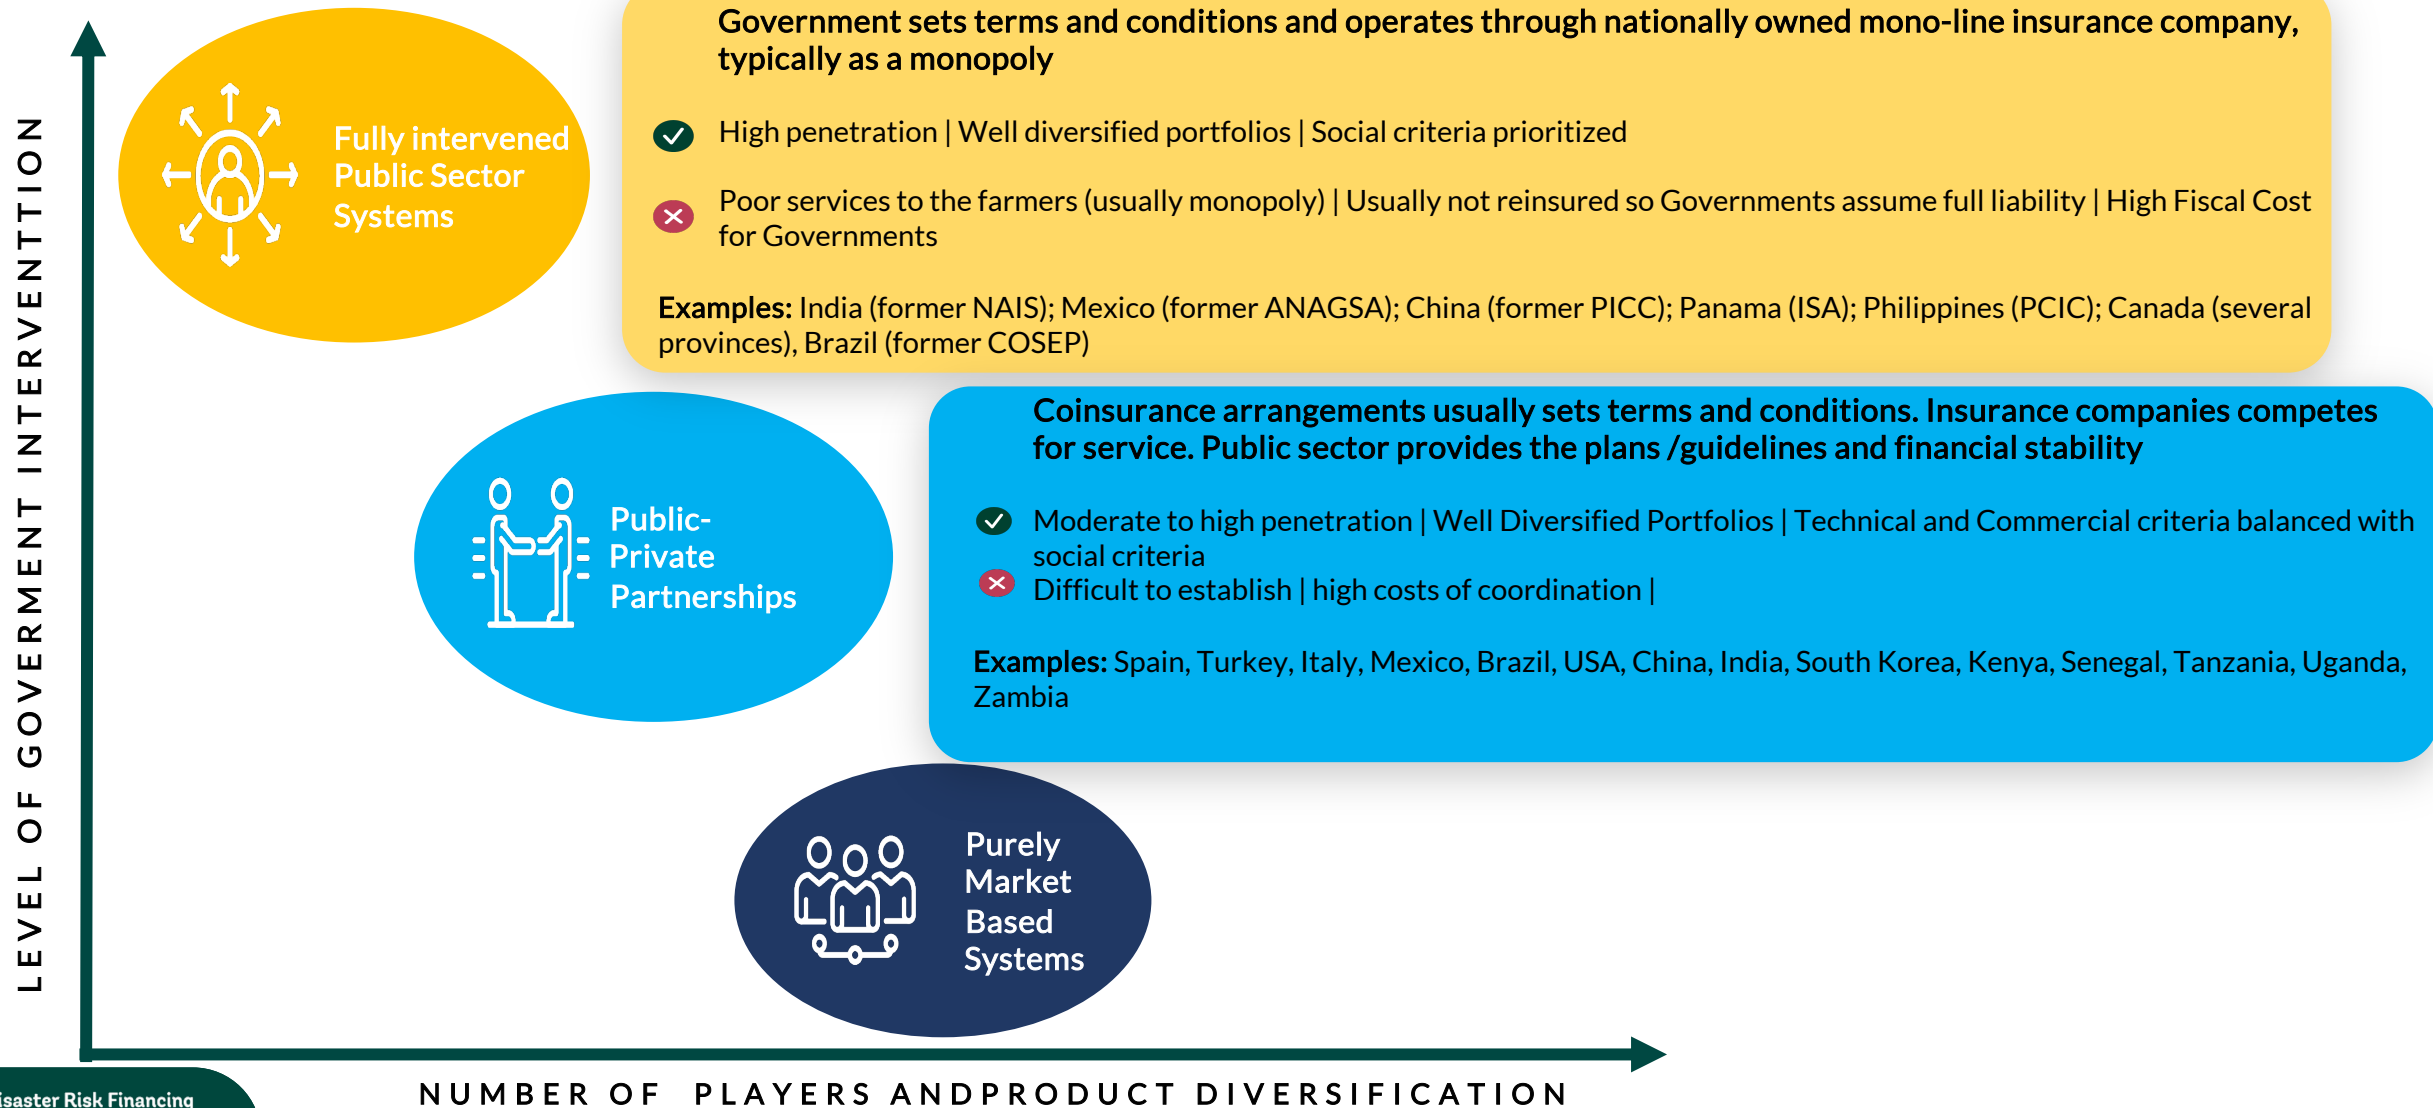 LEVEL OF GOVERNMENT INTERVENTION
Fully intervened
Public Sector
Systems
Government sets terms and conditions and operates through nationally owned mono-line insurance company,
typically as a monopoly
High penetration | Well diversified portfolios | Social criteria prioritized
Poor services to the farmers (usually monopoly) | Usually not reinsured so Governments assume full liability | High Fiscal Cost
for Governments
Examples: India (former NAIS); Mexico (former ANAGSA); China (former PICC); Panama (ISA); Philippines (PCIC); Canada (several
provinces), Brazil (former COSEP)
Public-
Private
Partnerships
Coinsurance arrangements usually sets terms and conditions. Insurance companies competes
for service. Public sector provides the plans /guidelines and financial stability
Moderate to high penetration | Well Diversified Portfolios | Technical and Commercial criteria balanced with
social criteria
Difficult to establish | high costs of coordination |
Examples: Spain, Turkey, Italy, Mexico, Brazil, USA, China, India, South Korea, Kenya, Senegal, Tanzania, Uganda,
Zambia
Purely
Market
Based
Systems
NUMBER OF PLAYERS ANDPRODUCT DIVERSIFICATION
isaster Risk Financing